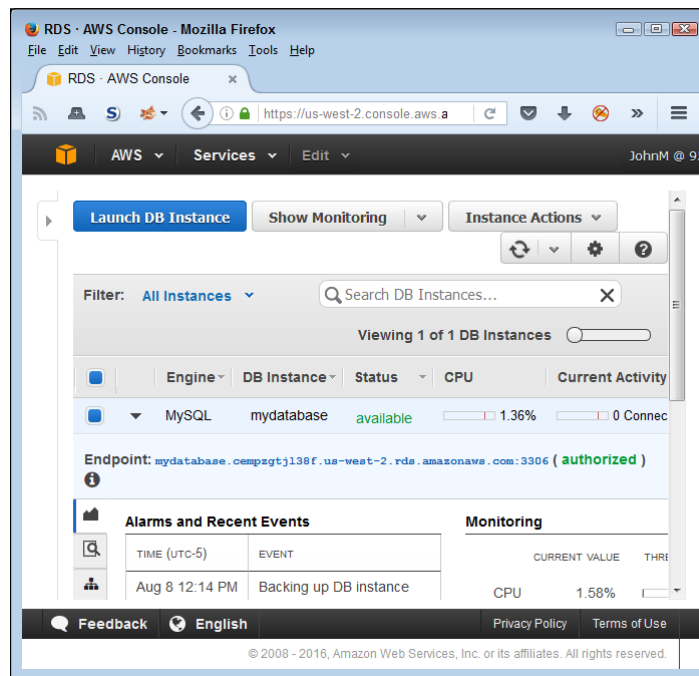 RDS · AWS Console - Mozilla Firefox
File Edit View History Bookmarks Tools Help
RDS · AWS Console ×
https://us-west-2.console.aws.a
AWS Services Edit JohnM @ 9.
Launch DB Instance Show Monitoring Instance Actions
Filter: All Instances Search DB Instances...
Viewing 1 of 1 DB Instances
Engine DB Instance Status CPU Current Activity
MySQL mydatabase available 1.36% 0 Connec
Endpoint: mydatabase.cempzgtjl38f.us-west-2.rds.amazonaws.com:3306 ( authorized )
Alarms and Recent Events Monitoring
TIME (UTC-5) EVENT CURRENT VALUE THRE
Aug 8 12:14 PM Backing up DB instance CPU 1.58%
Feedback English Privacy Policy Terms of Use
© 2008 - 2016, Amazon Web Services, Inc. or its affiliates. All rights reserved.